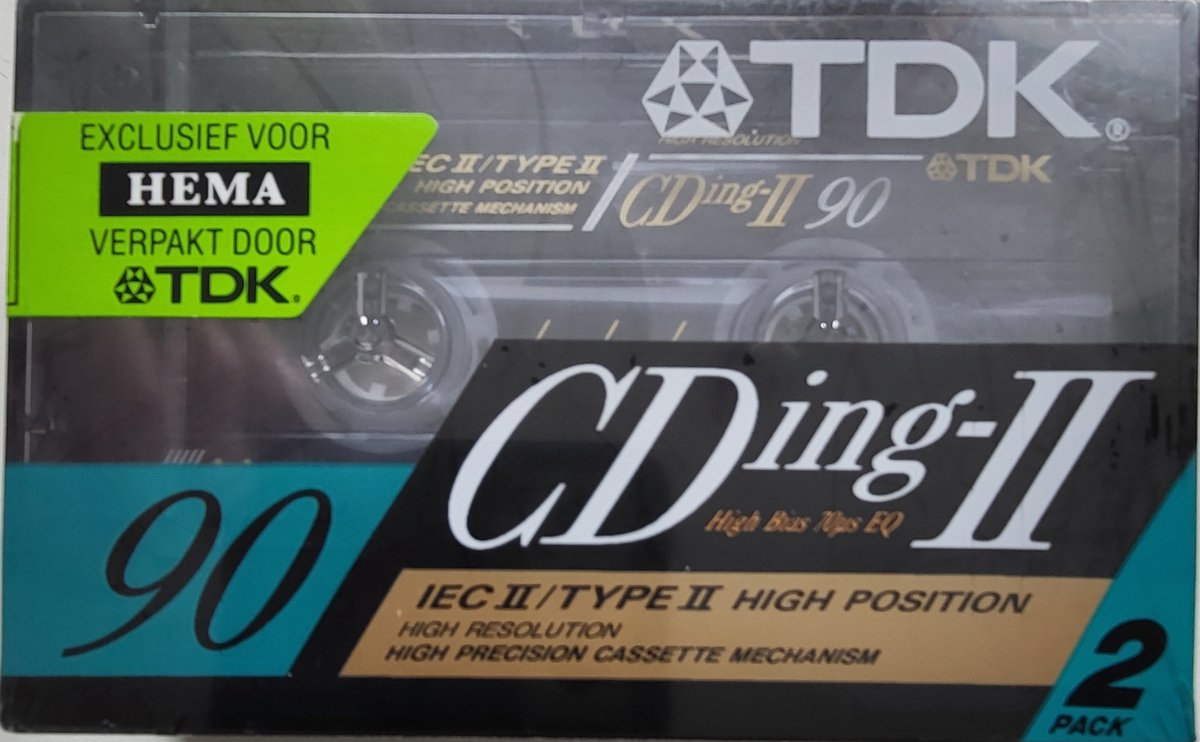 TDK®
EXCLUSIEF VOOR
HEMA
VERPAKT DOOR
TDK®
HIGH RESOLUTION
IEC II/TYPE II
HIGH POSITION
CASSETTE MECHANISM
CDing-II 90
TDK
CDing-II
High Bias 70µs EQ
90
IEC II/TYPE II HIGH POSITION
HIGH RESOLUTION
HIGH PRECISION CASSETTE MECHANISM
2
PACK